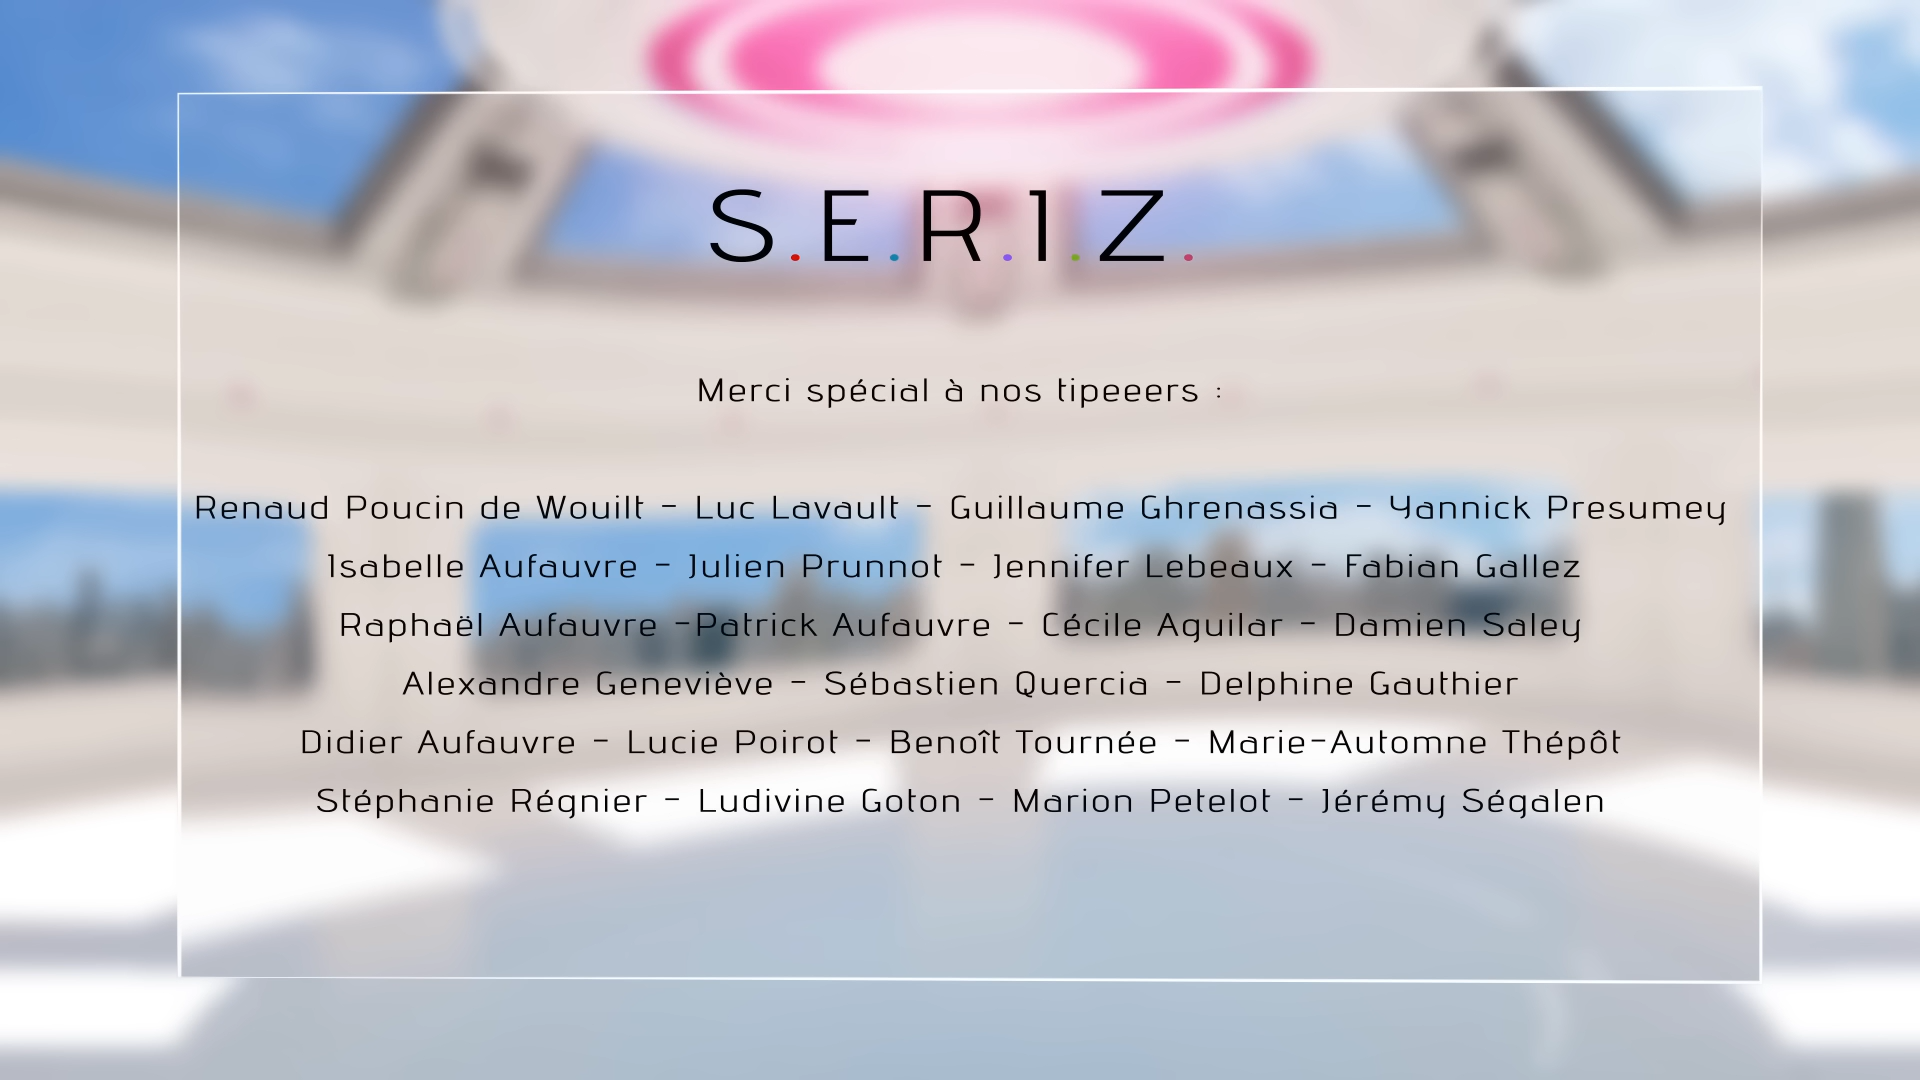 S.E.R.I.Z.
Merci spécial à nos tipeeers :
Renaud Poucin de Wouilt - Luc Lavault - Guillaume Ghrenassia - Yannick Presumey
Isabelle Aufauvre - Julien Prunnot - Jennifer Lebeaux - Fabian Gallez
Raphaël Aufauvre -Patrick Aufauvre - Cécile Aguilar - Damien Saley
Alexandre Geneviève - Sébastien Quercia - Delphine Gauthier
Didier Aufauvre - Lucie Poirot - Benoît Tournée - Marie-Automne Thépôt
Stéphanie Régnier - Ludivine Goton - Marion Petelot - Jérémy Ségalen